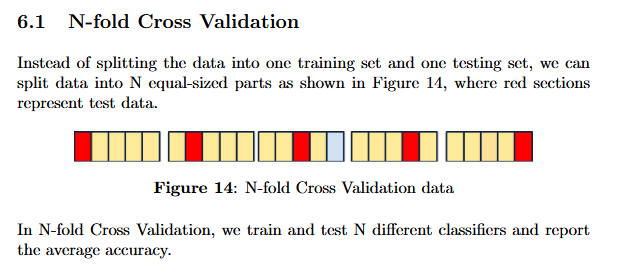 6.1 N-fold Cross Validation
Instead of splitting the data into one training set and one testing set, we can
split data into N equal-sized parts as shown in Figure 14, where red sections
represent test data.
Figure 14: N-fold Cross Validation data
In N-fold Cross Validation, we train and test N different classifiers and report
the average accuracy.